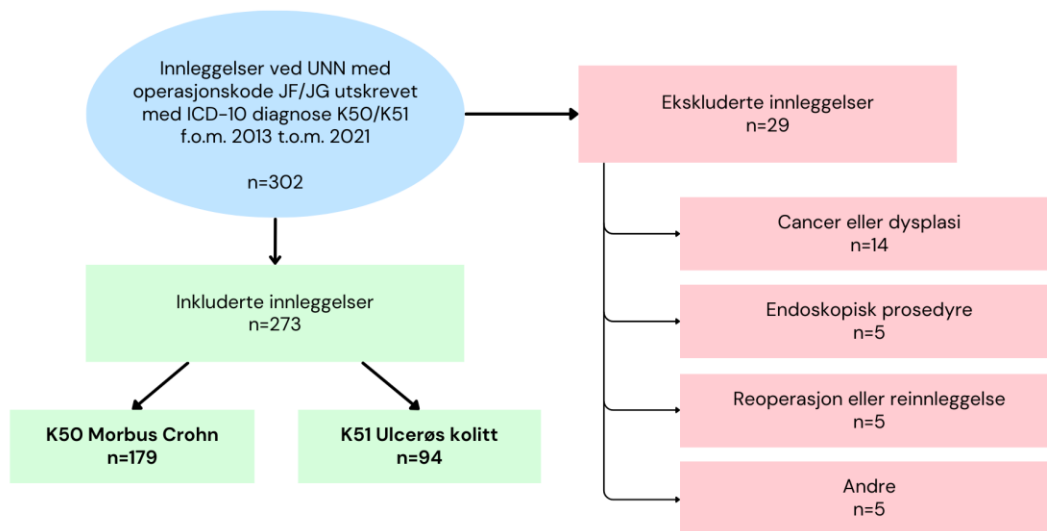 Innleggelser ved UNN med
operasjonskode JF/JG utskrevet
med ICD-10 diagnose K50/K51
f.o.m. 2013 t.o.m. 2021
n=302
Ekskluderte innleggelser
n=29
Cancer eller dysplasi
n=14
Endoskopisk prosedyre
n=5
Reoperasjon eller reinnleggelse
n=5
Andre
n=5
Inkluderte innleggelser
n=273
K50 Morbus Crohn
n=179
K51 Ulcerøs kolitt
n=94